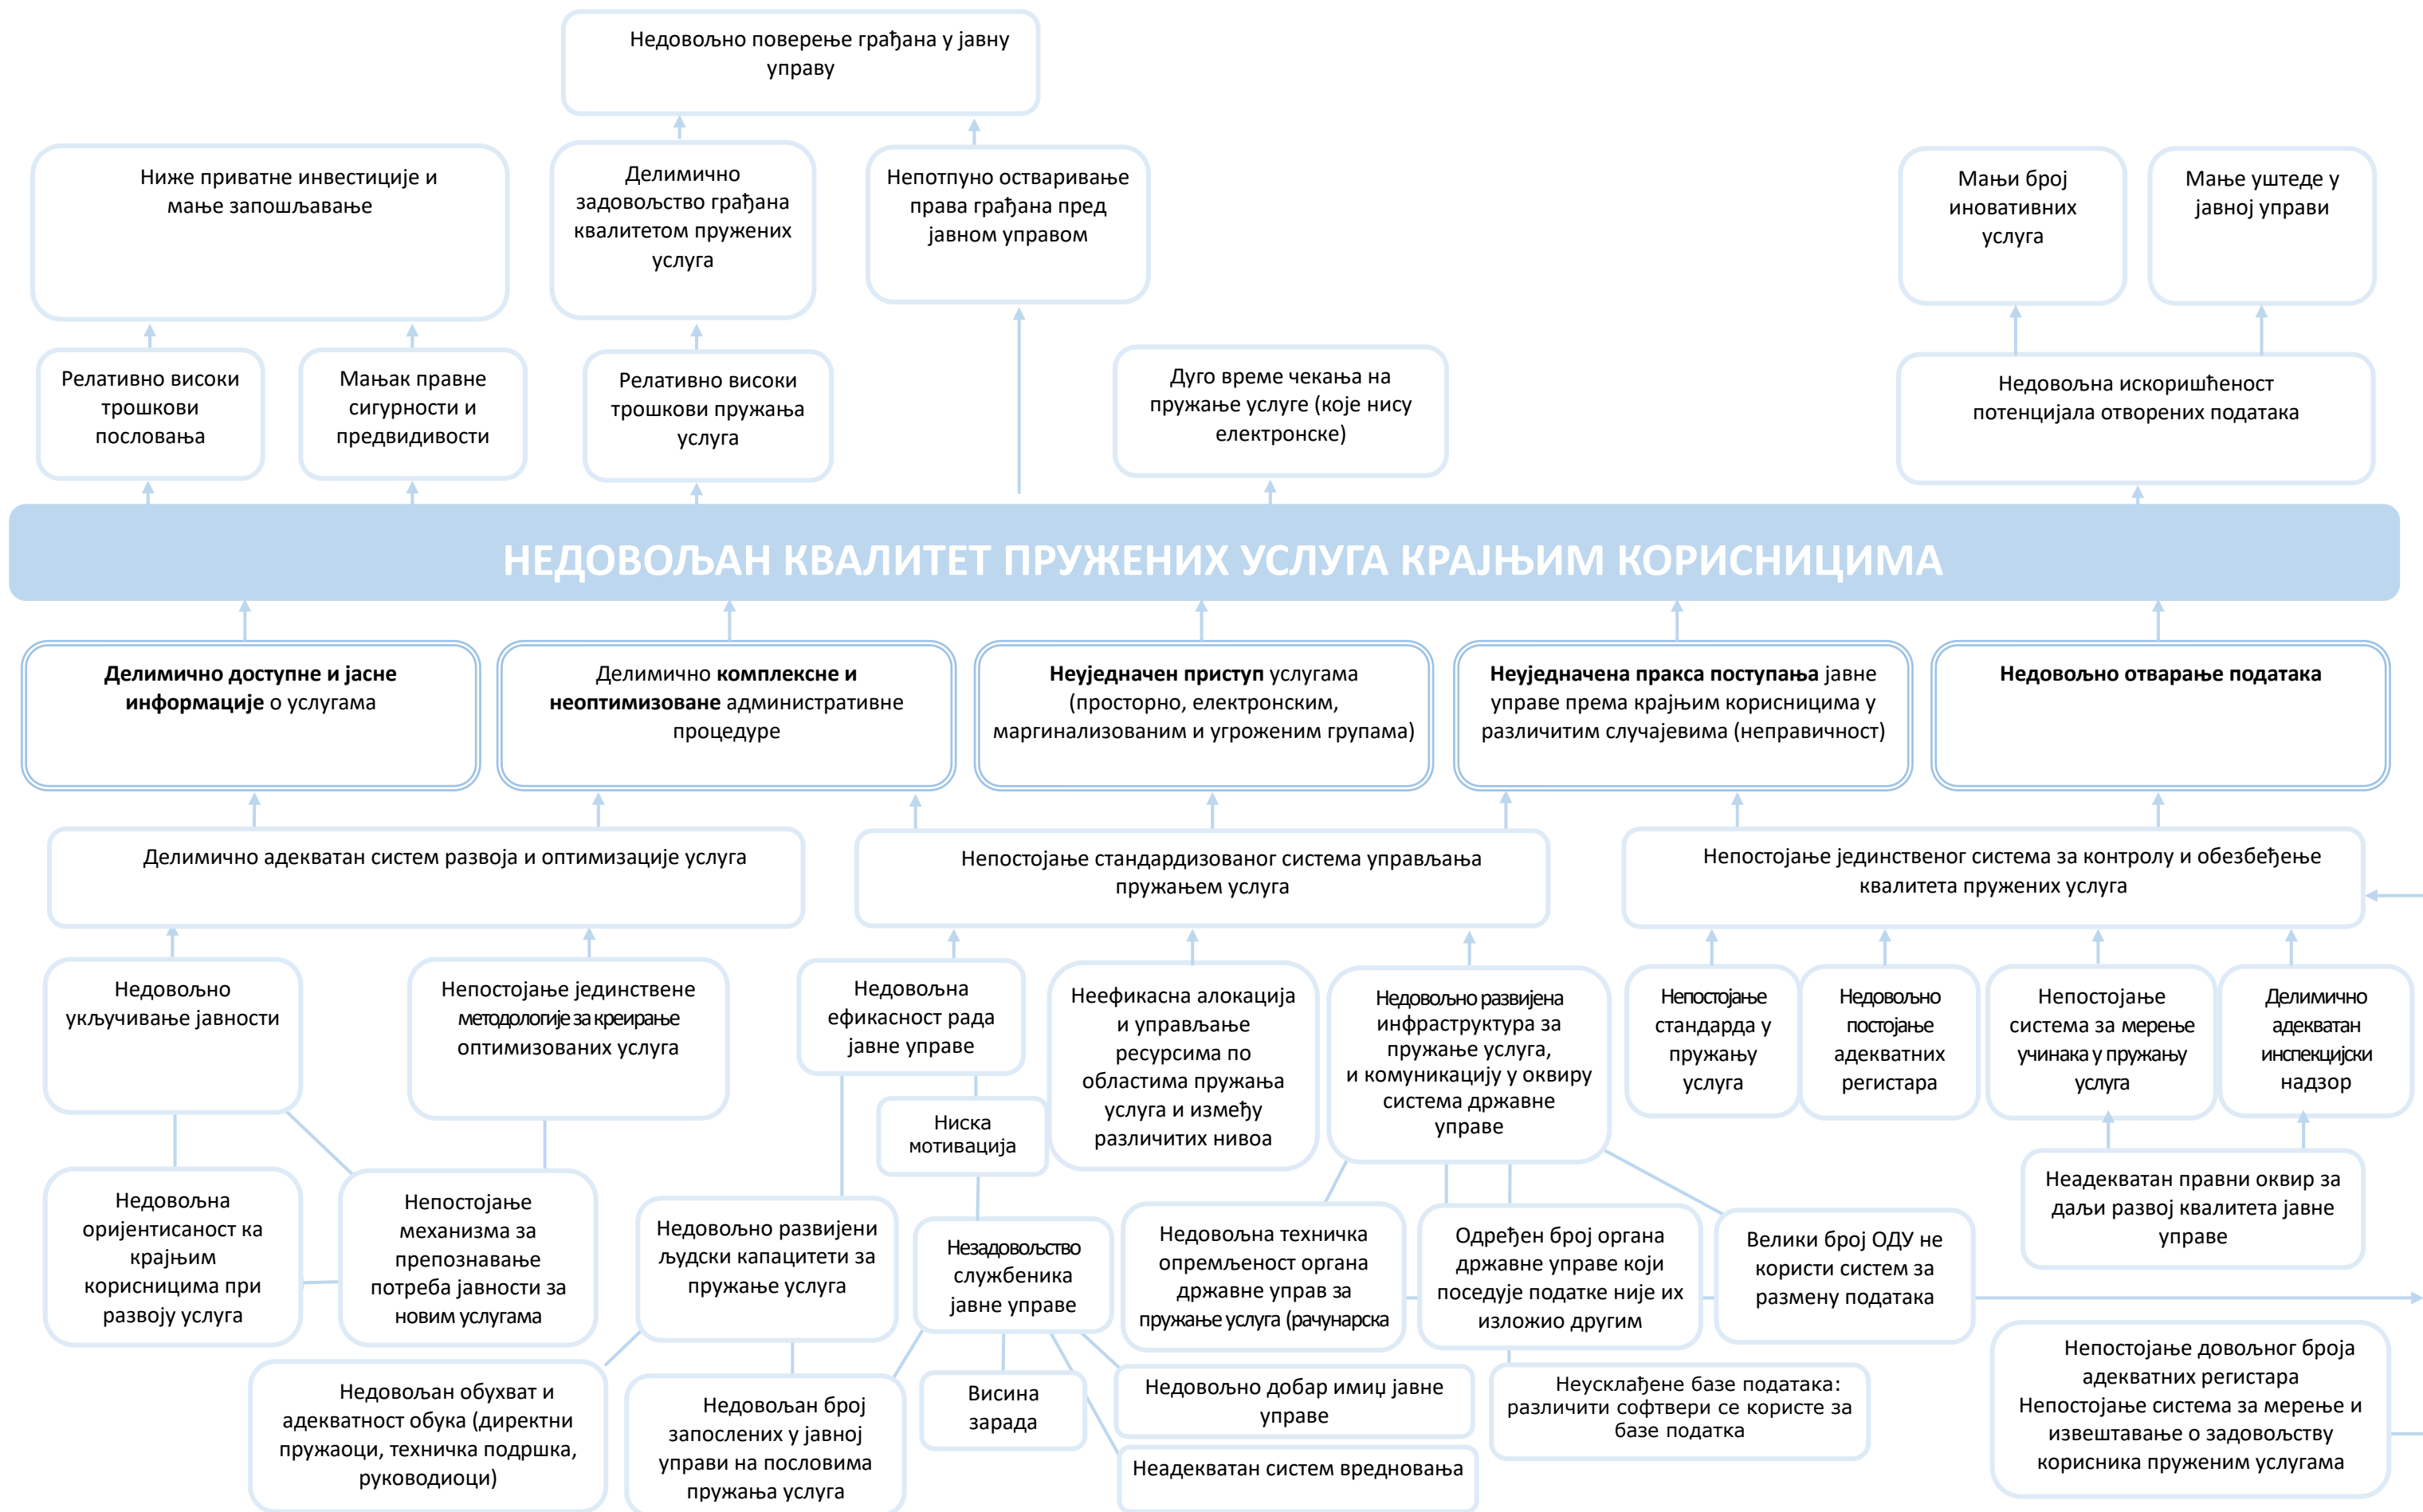 Недовољно поверење грађана у јавну
управу
Ниже приватне инвестиције и
мање запошљавање
Делимично
задовољство грађана
квалитетом пружених
услуга
Непотпуно остваривање
права грађана пред
јавном управом
Мањи број
иновативних
услуга
Мање уштеде у
јавној управи
Релативно високи
трошкови
пословања
Мањак правне
сигурности и
предвидивости
Релативно високи
трошкови пружања
услуга
Дуго време чекања на
пружање услуге (које нису
електронске)
Недовољна искоришћеност
потенцијала отворених података
НЕДОВОЉАН КВАЛИТЕТ ПРУЖЕНИХ УСЛУГА КРАЈЊИМ КОРИСНИЦИМА
Делимично доступне и јасне
информације о услугама
Делимично комплексне и
неоптимизоване административне
процедуре
Неуједначен приступ услугама
(просторно, електронским,
маргинализованим и угроженим групама)
Неуједначена пракса поступања јавне
управе према крајњим корисницима у
различитим случајевима (неправичност)
Недовољно отварање података
Делимично адекватан систем развоја и оптимизације услуга
Непостојање стандардизованог система управљања
пружањем услуга
Непостојање јединственог система за контролу и обезбеђење
квалитета пружених услуга
Недовољно
укључивање јавности
Непостојање јединствене
методологије за креирање
оптимизованих услуга
Недовољна
ефикасност рада
јавне управе
Неефикасна алокација
и управљање
ресурсима по
областима пружања
услуга и између
различитих нивоа
Недовољно развијена
инфраструктура за
пружање услуга,
и комуникацију у оквиру
система државне
управе
Непостојање
стандарда у
пружању
услуга
Недовољно
постојање
адекватних
регистара
Непостојање
система за мерење
учинака у пружању
услуга
Делимично
адекватан
инспекцијски
надзор
Ниска
мотивација
Недовољна
оријентисаност ка
крајњим
корисницима при
развоју услуга
Непостојање
механизма за
препознавање
потреба јавности за
новим услугама
Недовољно развијени
људски капацитети за
пружање услуга
Незадовољство
службеника
јавне управе
Недовољна техничка
опремљеност органа
државне управ за
пружање услуга (рачунарска
Одређен број органа
државне управе који
поседује податке није их
изложио другим
Велики број ОДУ не
користи систем за
размену података
Неадекватан правни оквир за
даљи развој квалитета јавне
управе
Недовољан обухват и
адекватност обука (директни
пружаоци, техничка подршка,
руководиоци)
Недовољан број
запослених у јавној
управи на пословима
пружања услуга
Висина
зарада
Недовољно добар имиџ јавне
управе
Неадекватан систем вредновања
Неусклађене базе података:
различити софтвери се користе за
базе податка
Непостојање довољног броја
адекватних регистара
Непостојање система за мерење и
извештавање о задовољству
корисника пруженим услугама